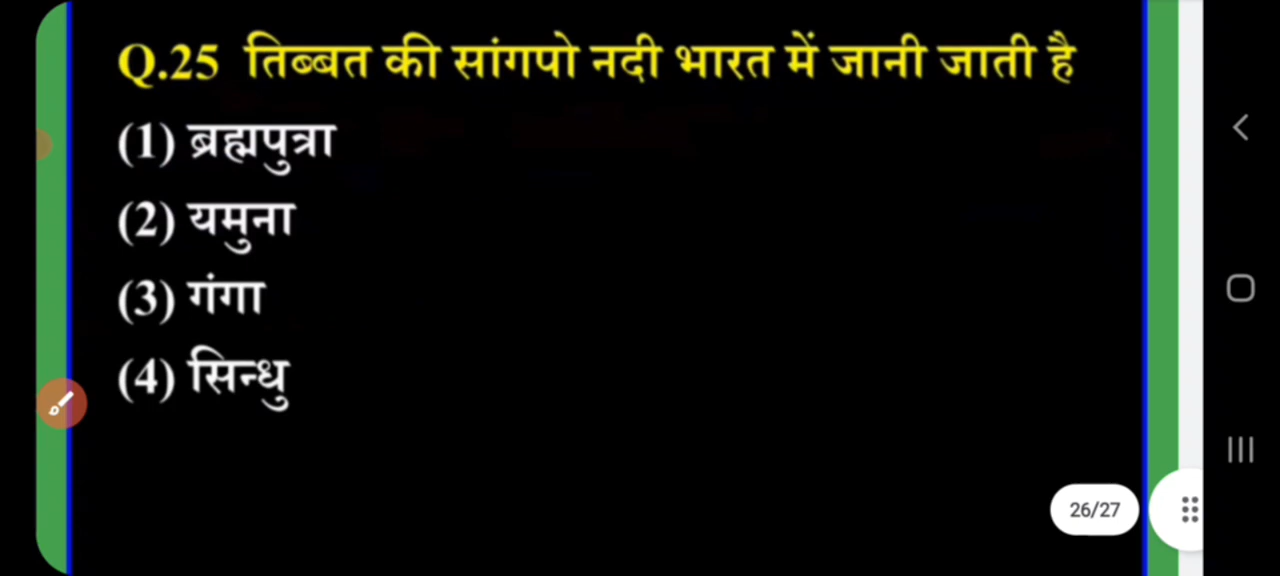 Q.25 तिब्बत की सांगपो नदी भारत में जानी जाती है
(1) ब्रह्मपुत्रा
(2) यमुना
(3) गंगा
(4) सिन्धु
26/27